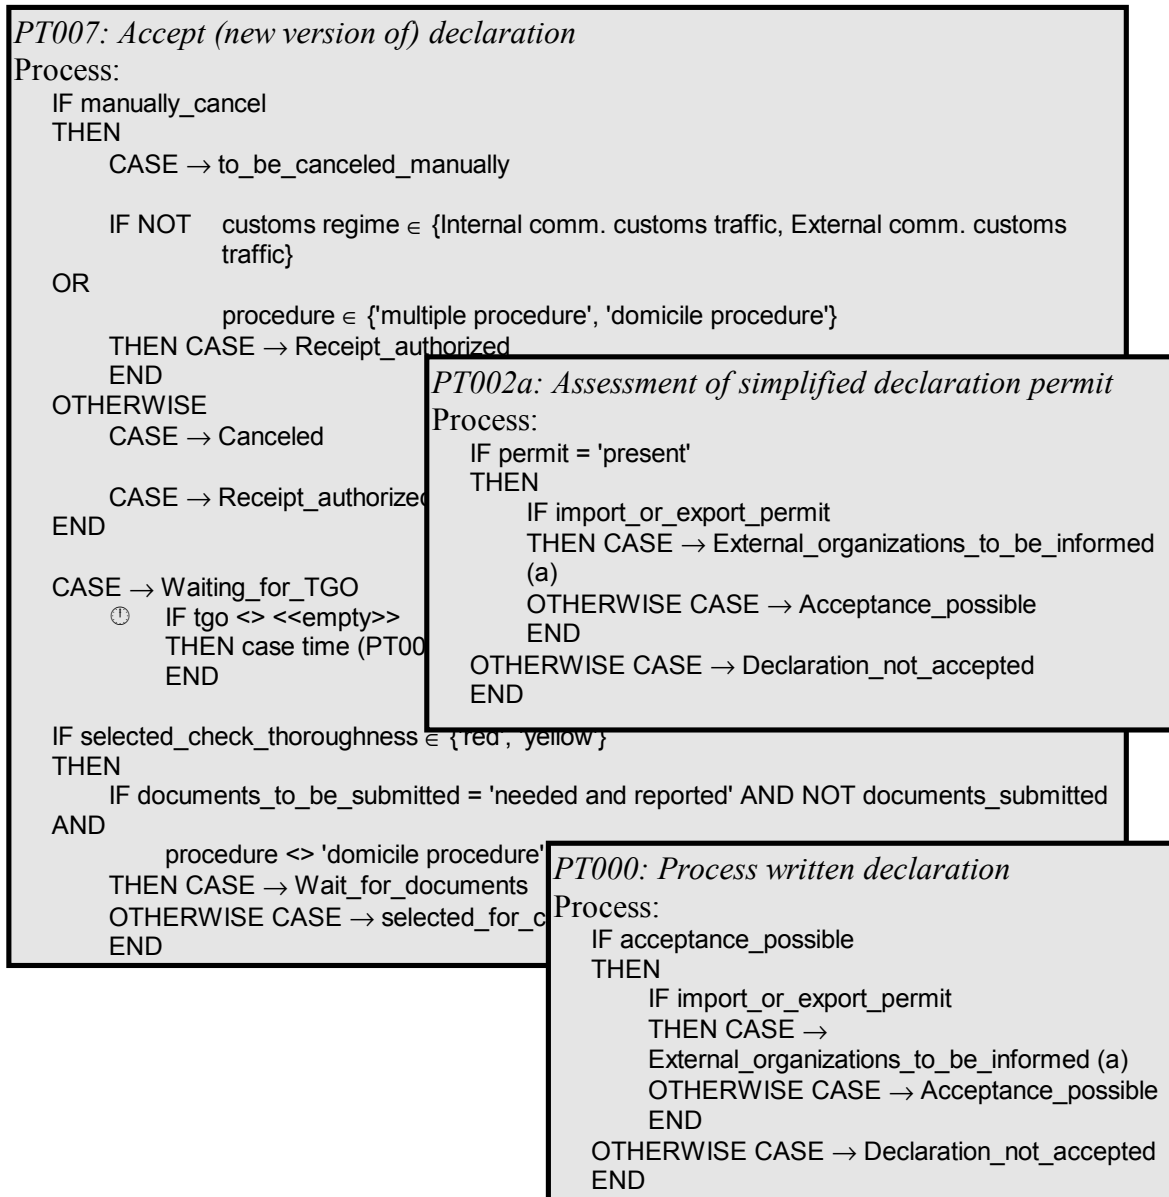 PT007: Accept (new version of) declaration
Process:
IF manually_cancel
THEN
CASE → to_be_canceled_manually
IF NOT customs regime ∈ {Internal comm. customs traffic, External comm. customs
traffic}
OR
procedure ∈ {'multiple procedure', 'domicile procedure'}
THEN CASE → Receipt_authorized
END
OTHERWISE
CASE → Canceled
CASE → Receipt_authorized
END
CASE → Waiting_for_TGO
IF tgo <> <<empty>>
THEN case time (PT00
END
IF selected_check_thoroughness ∈ {'red', 'yellow'}
THEN
IF documents_to_be_submitted = 'needed and reported' AND NOT documents_submitted
AND
procedure <> 'domicile procedure'
THEN CASE → Wait_for_documents
OTHERWISE CASE → selected_for_c
END
PT002a: Assessment of simplified declaration permit
Process:
IF permit = 'present'
THEN
IF import_or_export_permit
THEN CASE → External_organizations_to_be_informed
(a)
OTHERWISE CASE → Acceptance_possible
END
OTHERWISE CASE → Declaration_not_accepted
END
PT000: Process written declaration
Process:
IF acceptance_possible
THEN
IF import_or_export_permit
THEN CASE →
External_organizations_to_be_informed (a)
OTHERWISE CASE → Acceptance_possible
END
OTHERWISE CASE → Declaration_not_accepted
END